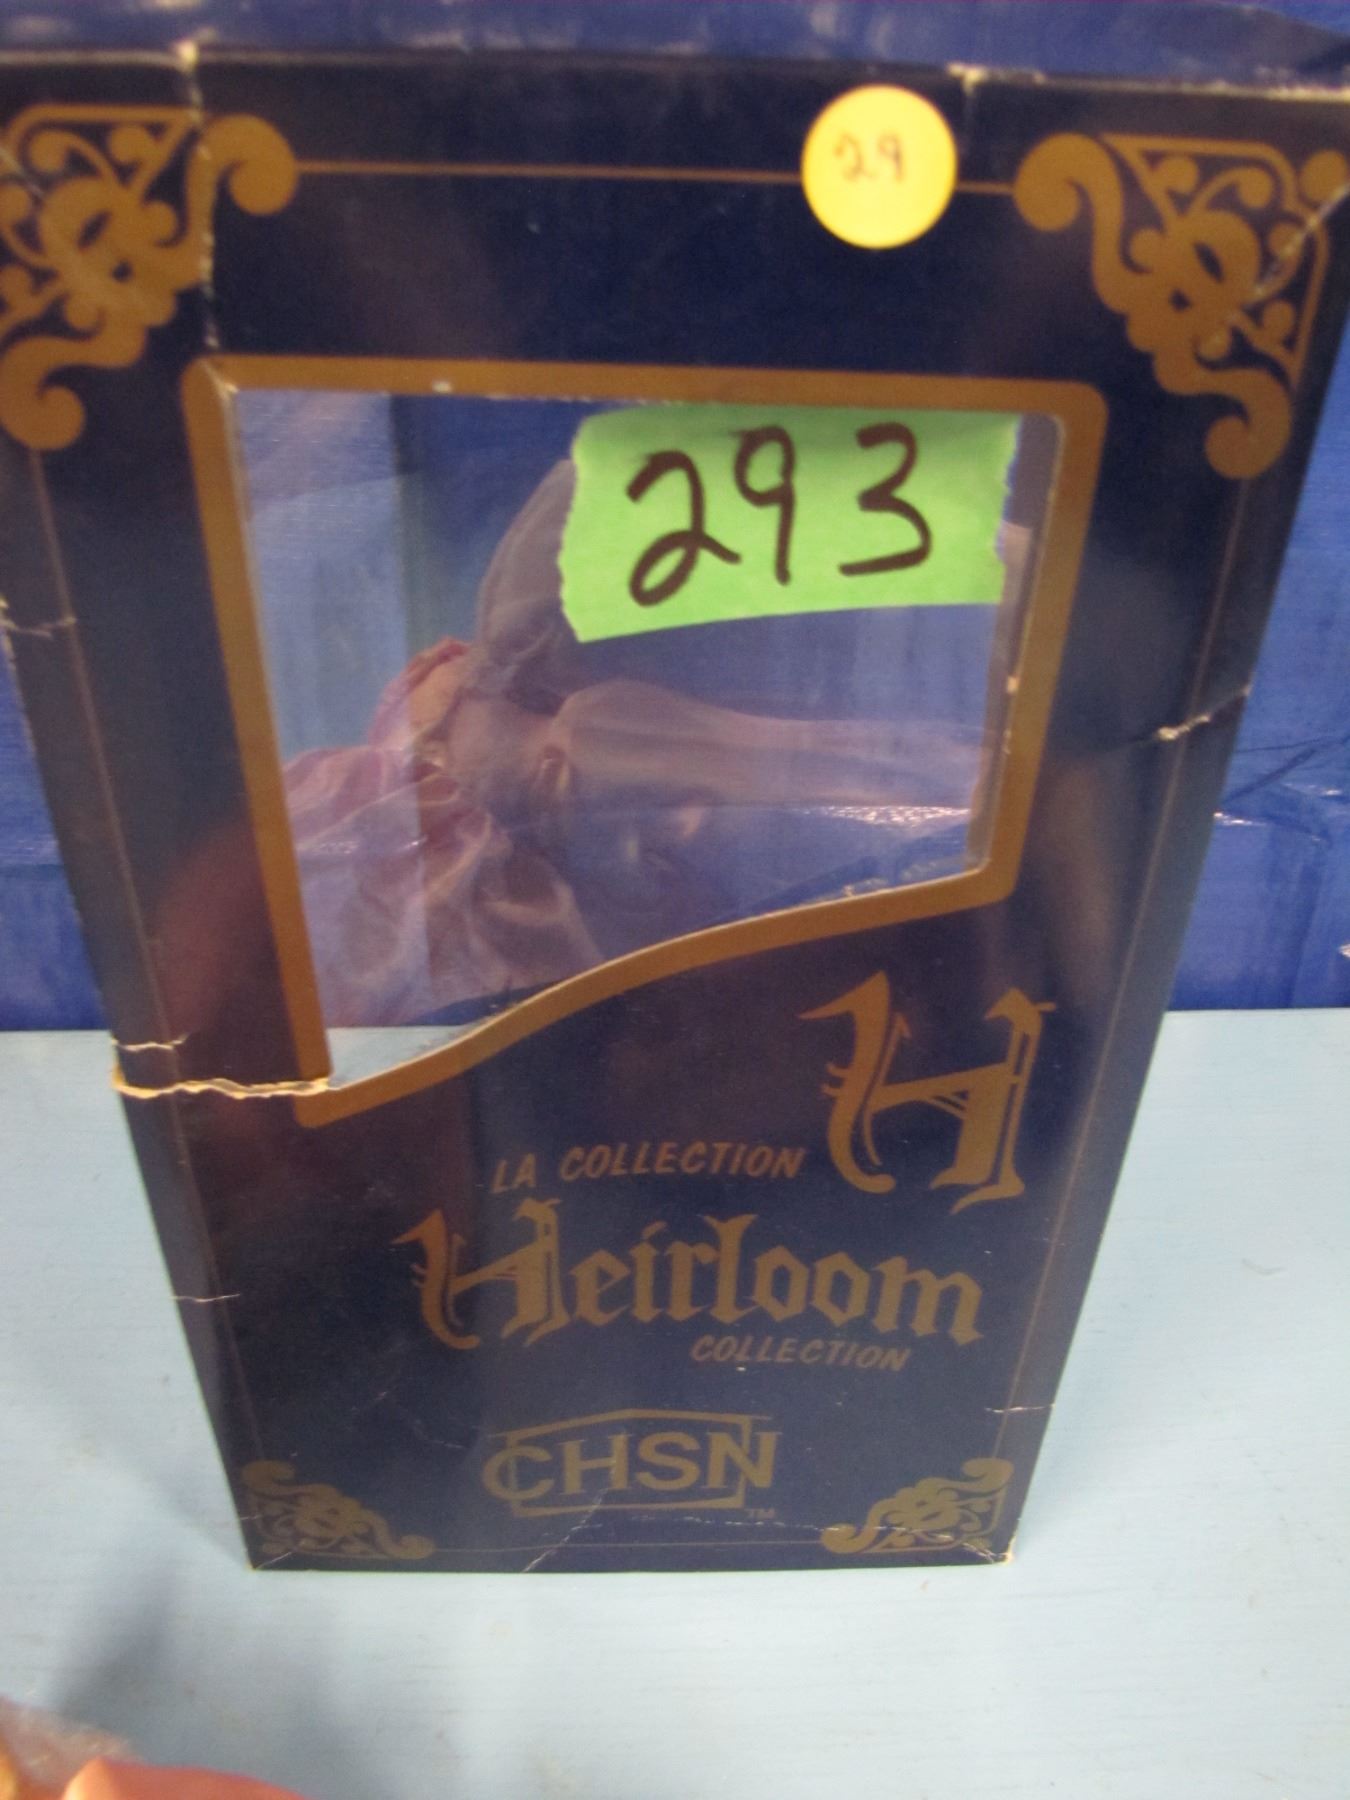 29
293
H
LA COLLECTION
Heirloom
COLLECTION
CHSN
TM